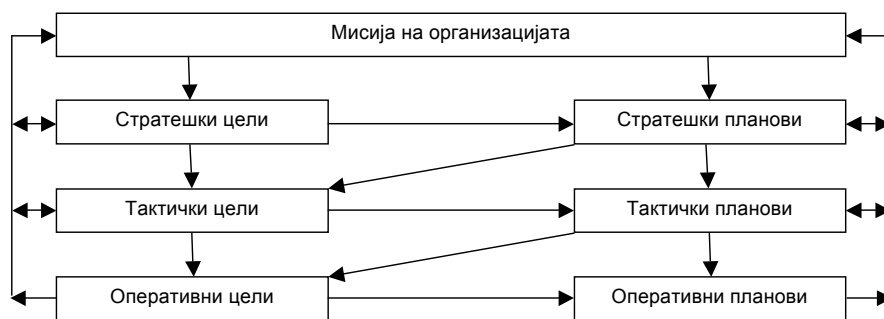 Мисија на организацијата
Стратешки цели
Стратешки планови
Тактички цели
Тактички планови
Оперативни цели
Оперативни планови